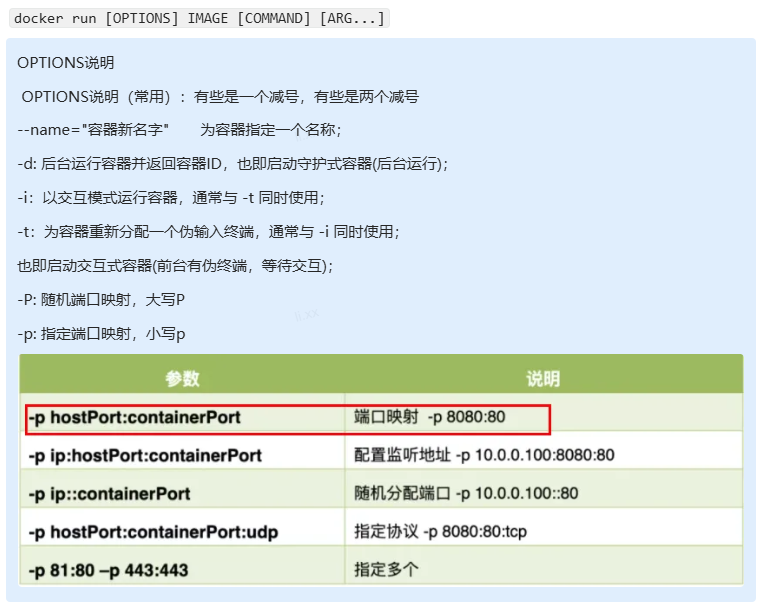 docker run [OPTIONS] IMAGE [COMMAND] [ARG...]
OPTIONS说明
OPTIONS说明（常用）：有些是一个减号，有些是两个减号
--name="容器新名字" 为容器指定一个名称；
-d: 后台运行容器并返回容器ID，也即启动守护式容器(后台运行)；
-i：以交互模式运行容器，通常与 -t 同时使用；
-t：为容器重新分配一个伪输入终端，通常与 -i 同时使用；
也即启动交互式容器(前台有伪终端，等待交互)；
-P: 随机端口映射，大写P
-p: 指定端口映射，小写p
参数 说明
-p hostPort:containerPort 端口映射 -p 8080:80
-p ip:hostPort:containerPort 配置监听地址 -p 10.0.0.100:8080:80
-p ip::containerPort 随机分配端口 -p 10.0.0.100::80
-p hostPort:containerPort:udp 指定协议 -p 8080:80:tcp
-p 81:80 –p 443:443 指定多个